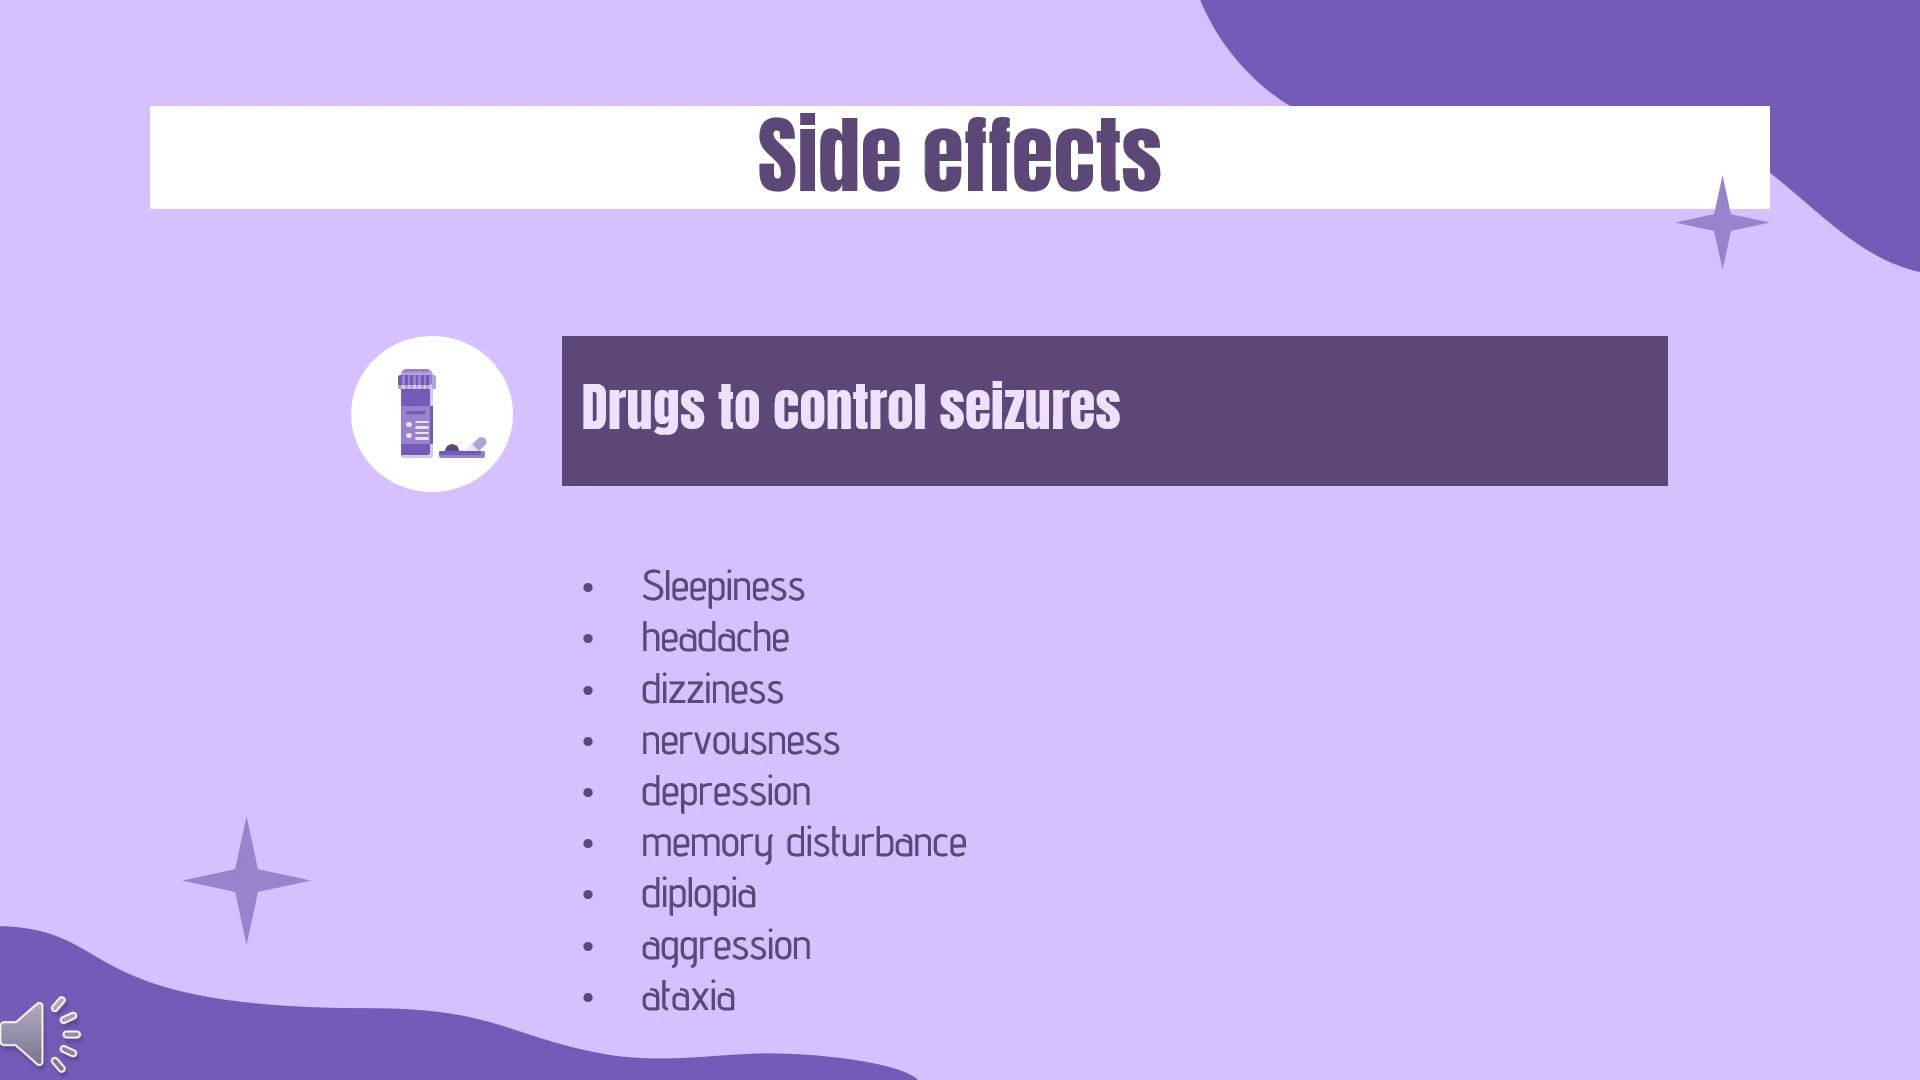 Side effects
Drugs to control seizures
• Sleepiness
• headache
• dizziness
• nervousness
• depression
• memory disturbance
• diplopia
• aggression
• ataxia